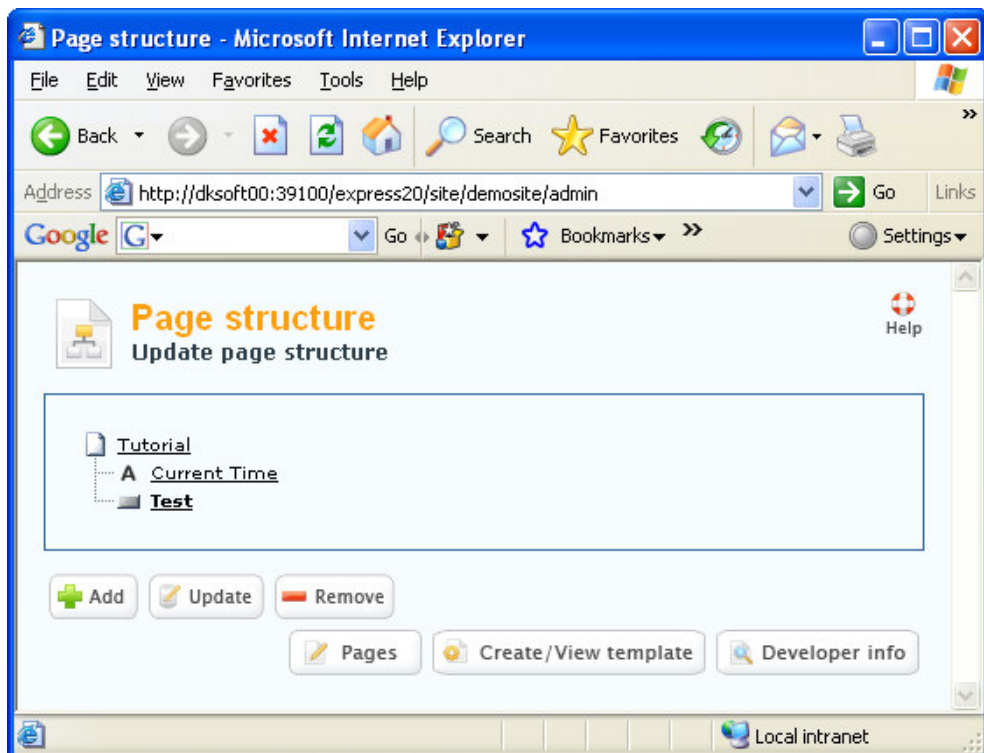 Page structure - Microsoft Internet Explorer
File Edit View Favorites Tools Help
Back Search Favorites »
Address http://dksoft00:39100/express20/site/demosite/admin Go Links
Google G Go Bookmarks » Settings
Page structure
Help
Update page structure
Tutorial
A Current Time
Test
Add Update Remove
Pages Create/View template Developer info
Local intranet